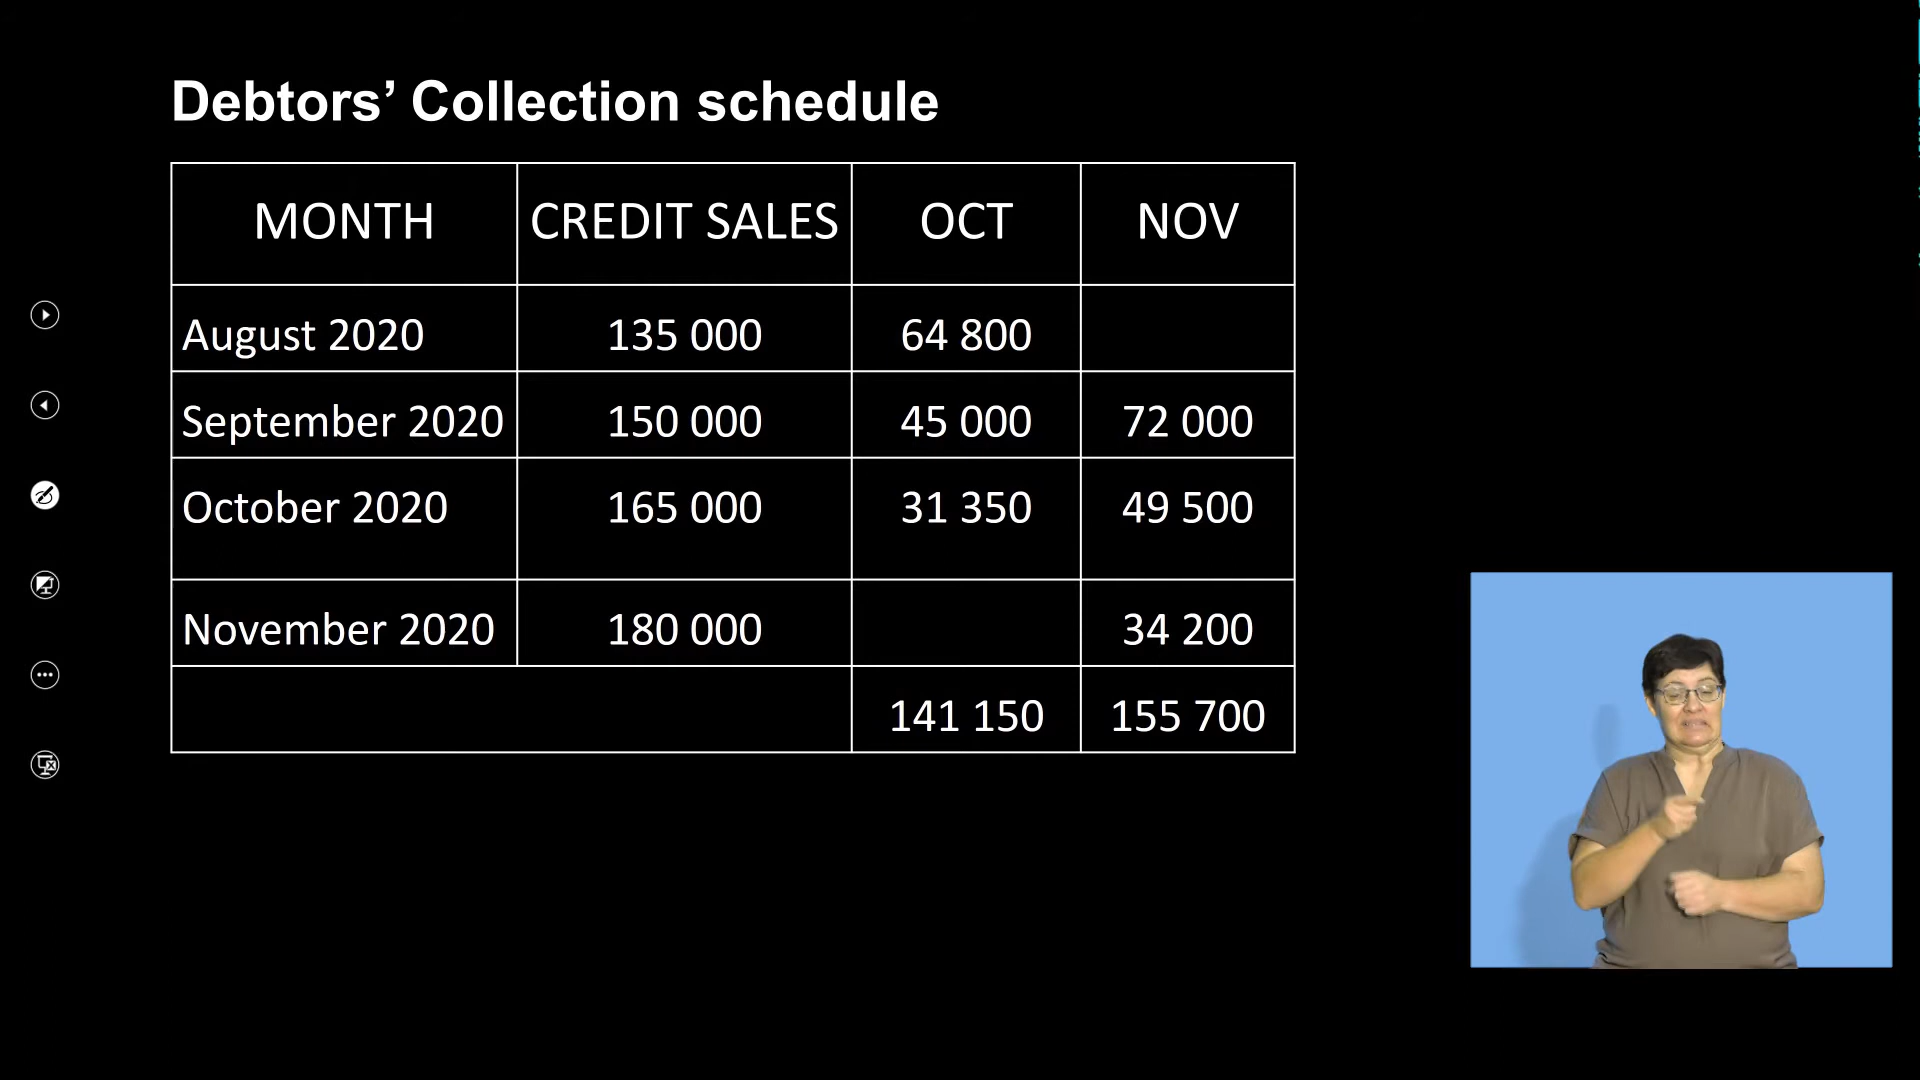 Debtors’ Collection schedule
MONTH CREDIT SALES OCT NOV
August 2020 135 000 64 800
September 2020 150 000 45 000 72 000
October 2020 165 000 31 350 49 500
November 2020 180 000 34 200
141 150 155 700